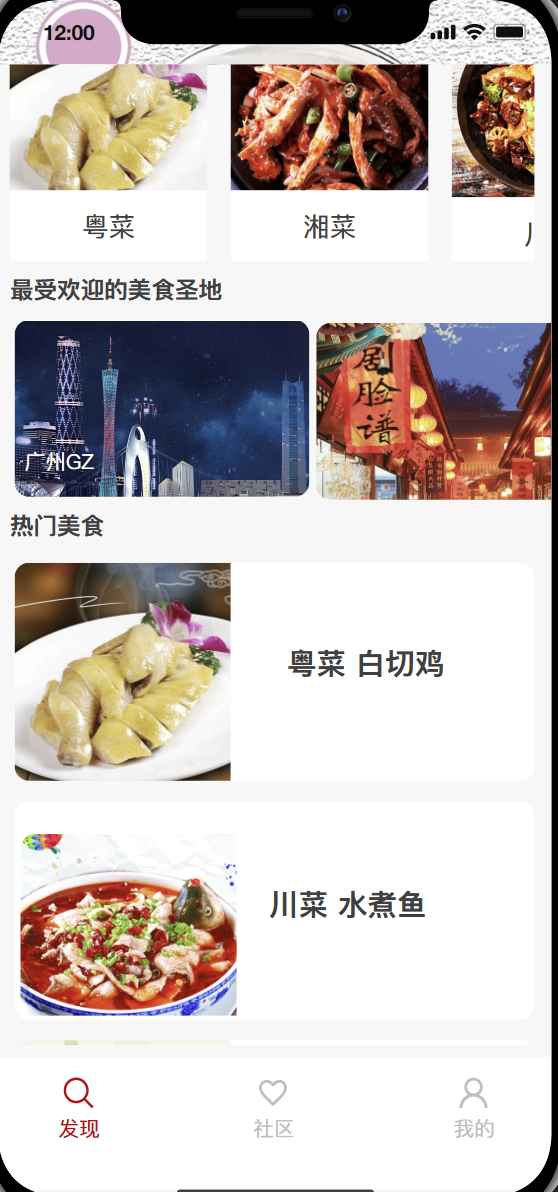 12:00
粤菜
湘菜
最受欢迎的美食圣地
广州GZ
剧脸谱
热门美食
粤菜 白切鸡
川菜 水煮鱼
发现
社区
我的